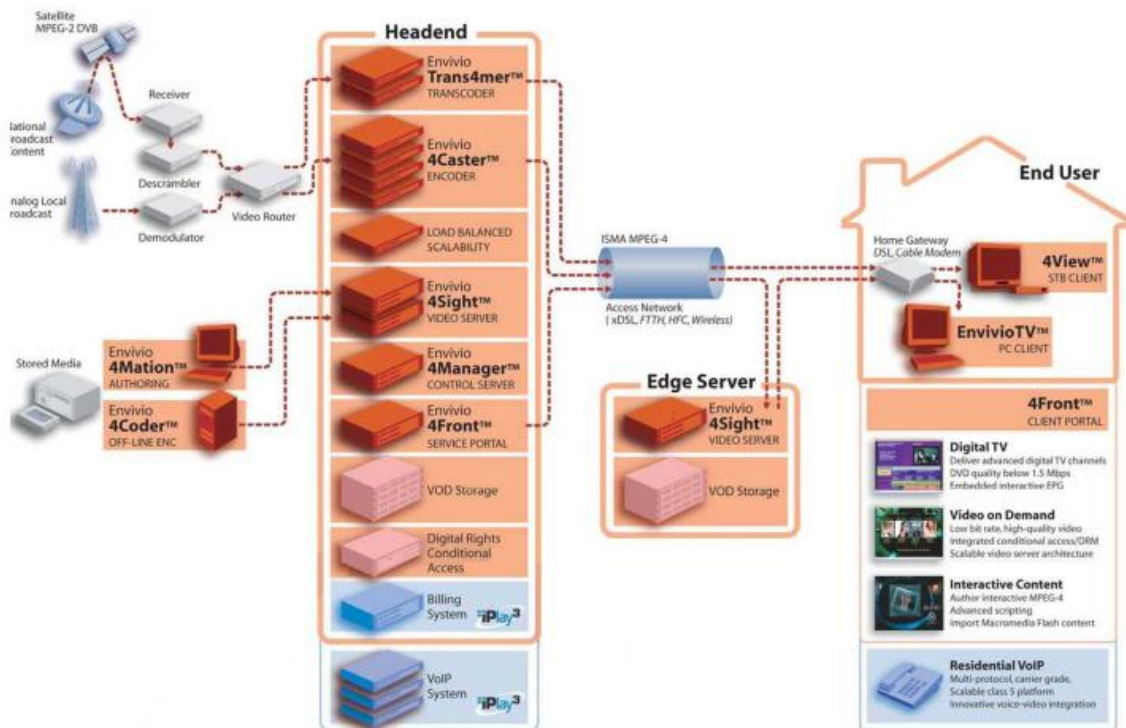 Satellite
MPEG-2 DVB
Receiver
National
Broadcast
Content
Descrambler
Analog Local
Broadcast
Demodulator
Video Router
Stored Media
Envivio
4Mation™
AUTHORING
Envivio
4Coder™
OFF-LINE ENC
Headend
Envivio
Trans4mer™
TRANSCODER
Envivio
4Caster™
ENCODER
LOAD BALANCED
SCALABILITY
Envivio
4Sight™
VIDEO SERVER
Envivio
4Manager™
CONTROL SERVER
Envivio
4Front™
SERVICE PORTAL
VOD Storage
Digital Rights
Conditional
Access
Billing
System iPlay³
VoIP
System iPlay³
ISMA MPEG-4
Access Network
( xDSL, FTTH, HFC, Wireless)
Edge Server
Envivio
4Sight™
VIDEO SERVER
VOD Storage
End User
Home Gateway
DSL, Cable Modem
4View™
STB CLIENT
EnvivioTV™
PC CLIENT
4Front™
CLIENT PORTAL
Digital TV
Deliver advanced digital TV channels
DVD quality below 1.5 Mbps
Embedded interactive EPG
Video on Demand
Low bit rate, high-quality video
Integrated conditional access/DRM
Scalable video server architecture
Interactive Content
Author interactive MPEG-4
Advanced scripting
Import Macromedia Flash content
Residential VoIP
Multi-protocol, carrier grade,
Scalable class 5 platform
Innovative voice-video integration